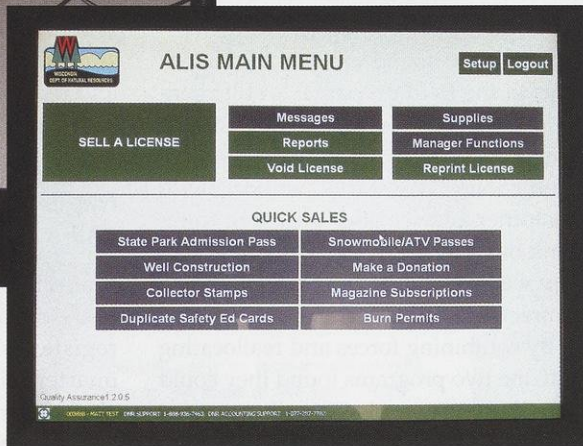 WISCONSIN
DEPT. OF NATURAL RESOURCES
ALIS MAIN MENU
Setup Logout
SELL A LICENSE
Messages Supplies
Reports Manager Functions
Void License Reprint License
QUICK SALES
State Park Admission Pass Snowmobile/ATV Passes
Well Construction Make a Donation
Collector Stamps Magazine Subscriptions
Duplicate Safety Ed Cards Burn Permits
Quality Assurance1.2.0.5
MATT TEST DNR SUPPORT: 1-888-936-7463 DNR ACCOUNTING SUPPORT: